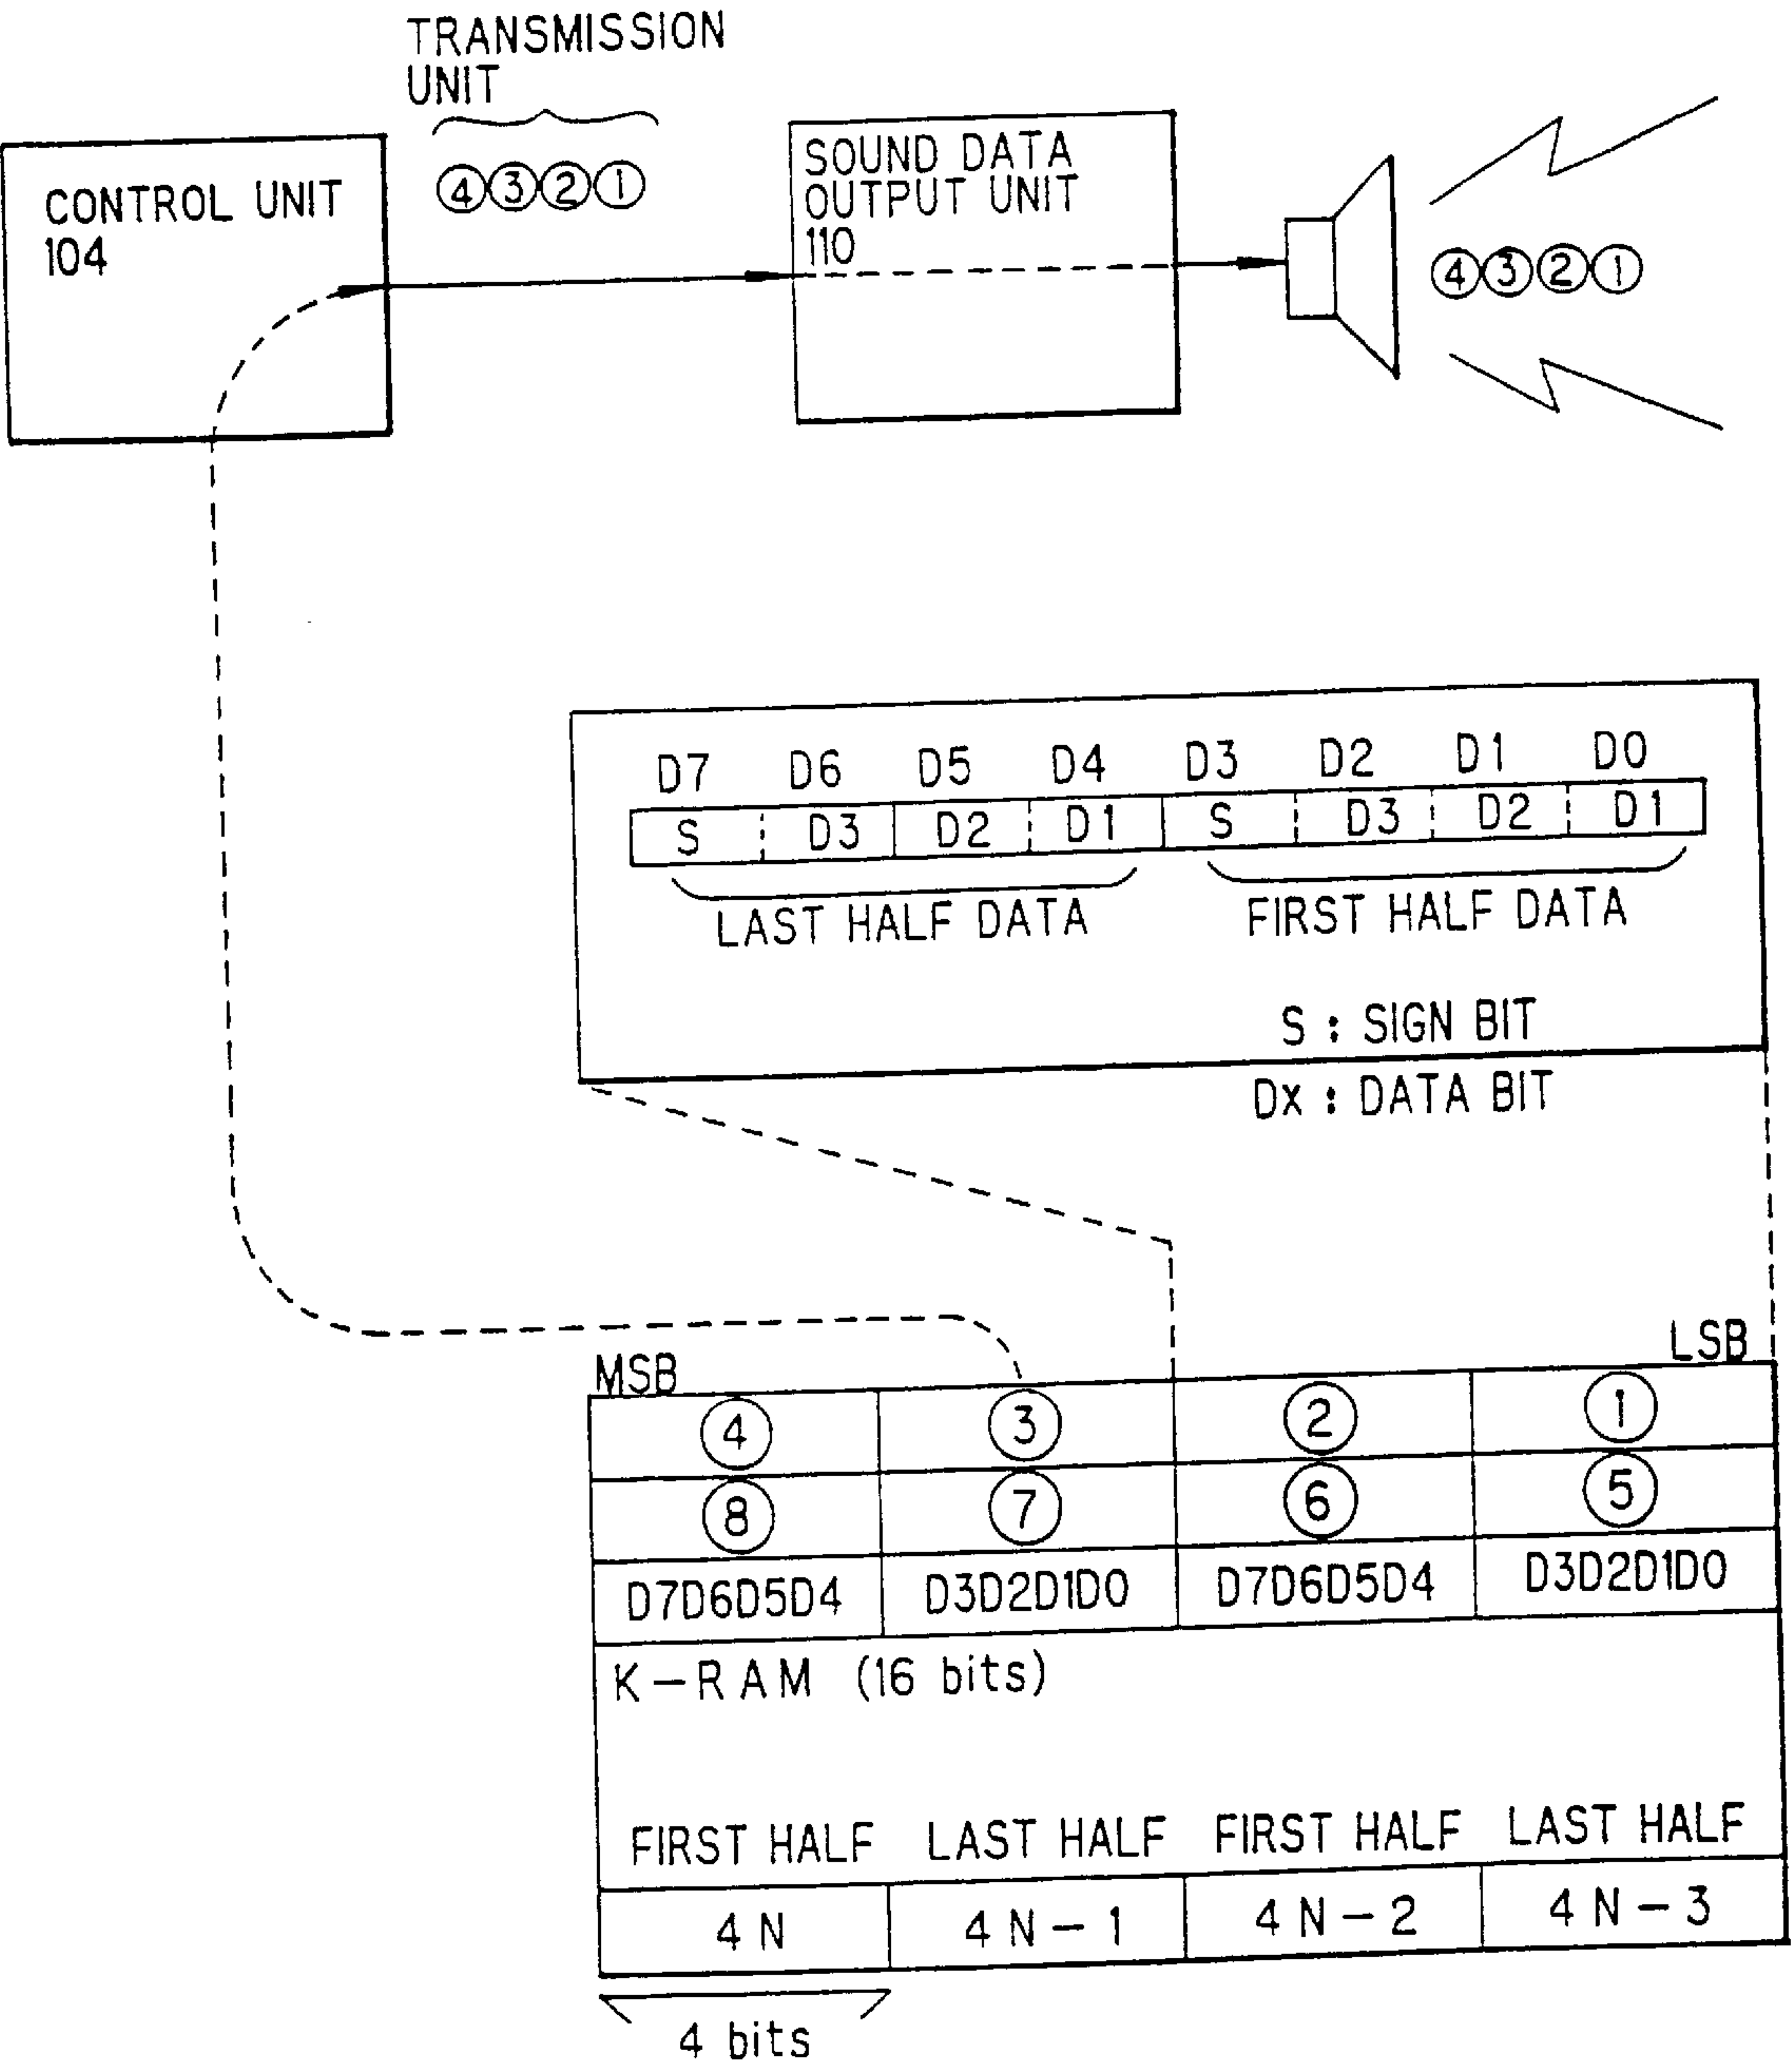 TRANSMISSION
UNIT
CONTROL UNIT
104
④③②①
SOUND DATA
OUTPUT UNIT
110
④③②①
D7 D6 D5 D4 D3 D2 D1 D0
S D3 D2 D1 S D3 D2 D1
LAST HALF DATA FIRST HALF DATA
S : SIGN BIT
Dx : DATA BIT
MSB LSB
④ ③ ② ①
⑧ ⑦ ⑥ ⑤
D7D6D5D4 D3D2D1D0 D7D6D5D4 D3D2D1D0
K-RAM (16 bits)
FIRST HALF LAST HALF FIRST HALF LAST HALF
4N 4N-1 4N-2 4N-3
4 bits